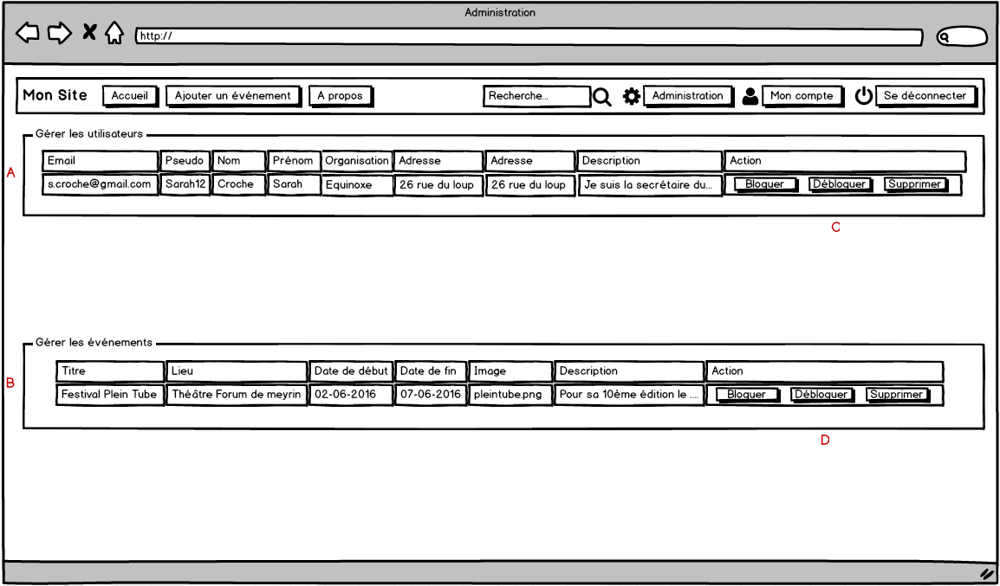 Administration
http://
Mon Site Accueil Ajouter un événement A propos Recherche... Administration Mon compte Se déconnecter
Gérer les utilisateurs
A
Email Pseudo Nom Prénom Organisation Adresse Adresse Description Action
s.croche@gmail.com Sarah12 Croche Sarah Equinoxe 26 rue du loup 26 rue du loup Je suis la secrétaire du... Bloquer Débloquer Supprimer
C
Gérer les événements
B
Titre Lieu Date de début Date de fin Image Description Action
Festival Plein Tube Théâtre Forum de meyrin 02-06-2016 07-06-2016 pleintube.png Pour sa 10ème édition le .... Bloquer Débloquer Supprimer
D